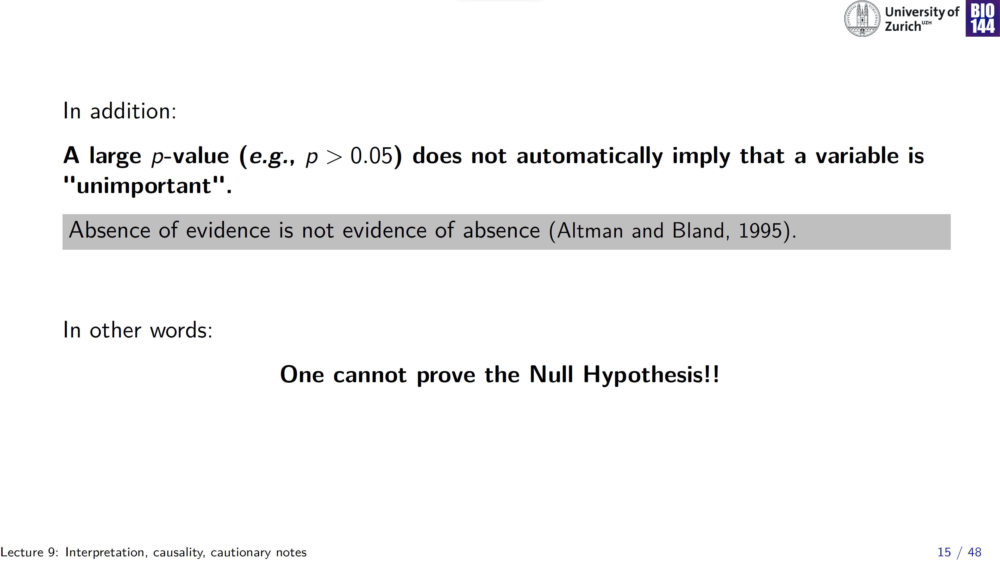 University of
Zurich UZH
BIO
144
In addition:
A large p-value (e.g., p > 0.05) does not automatically imply that a variable is
"unimportant".
Absence of evidence is not evidence of absence (Altman and Bland, 1995).
In other words:
One cannot prove the Null Hypothesis!!
Lecture 9: Interpretation, causality, cautionary notes
15 / 48